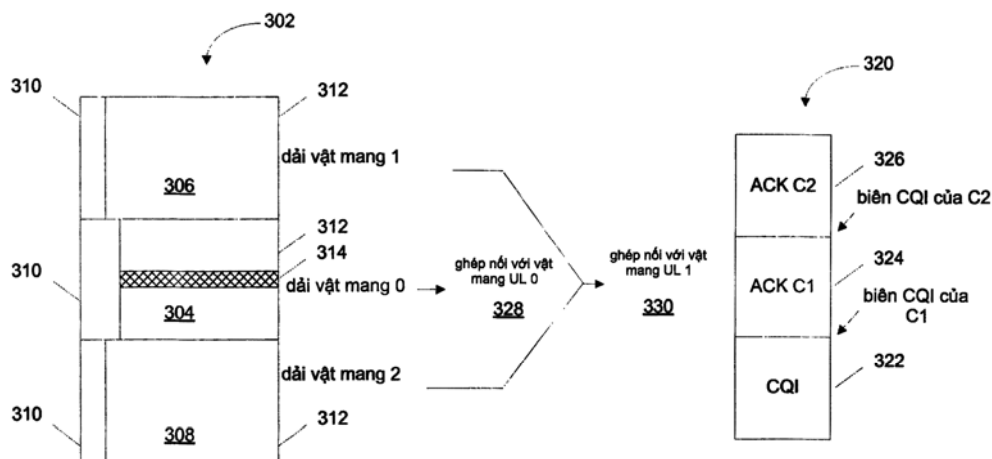 302
310
312
dải vật mang 1
306
312
314
310
dải vật mang 0
304
dải vật mang 2
310
312
308
ghép nối với vật
mang UL 0
328
ghép nối với vật
mang UL 1
330
320
ACK C2
326
biên CQI của C2
ACK C1
324
biên CQI của
C1
CQI
322